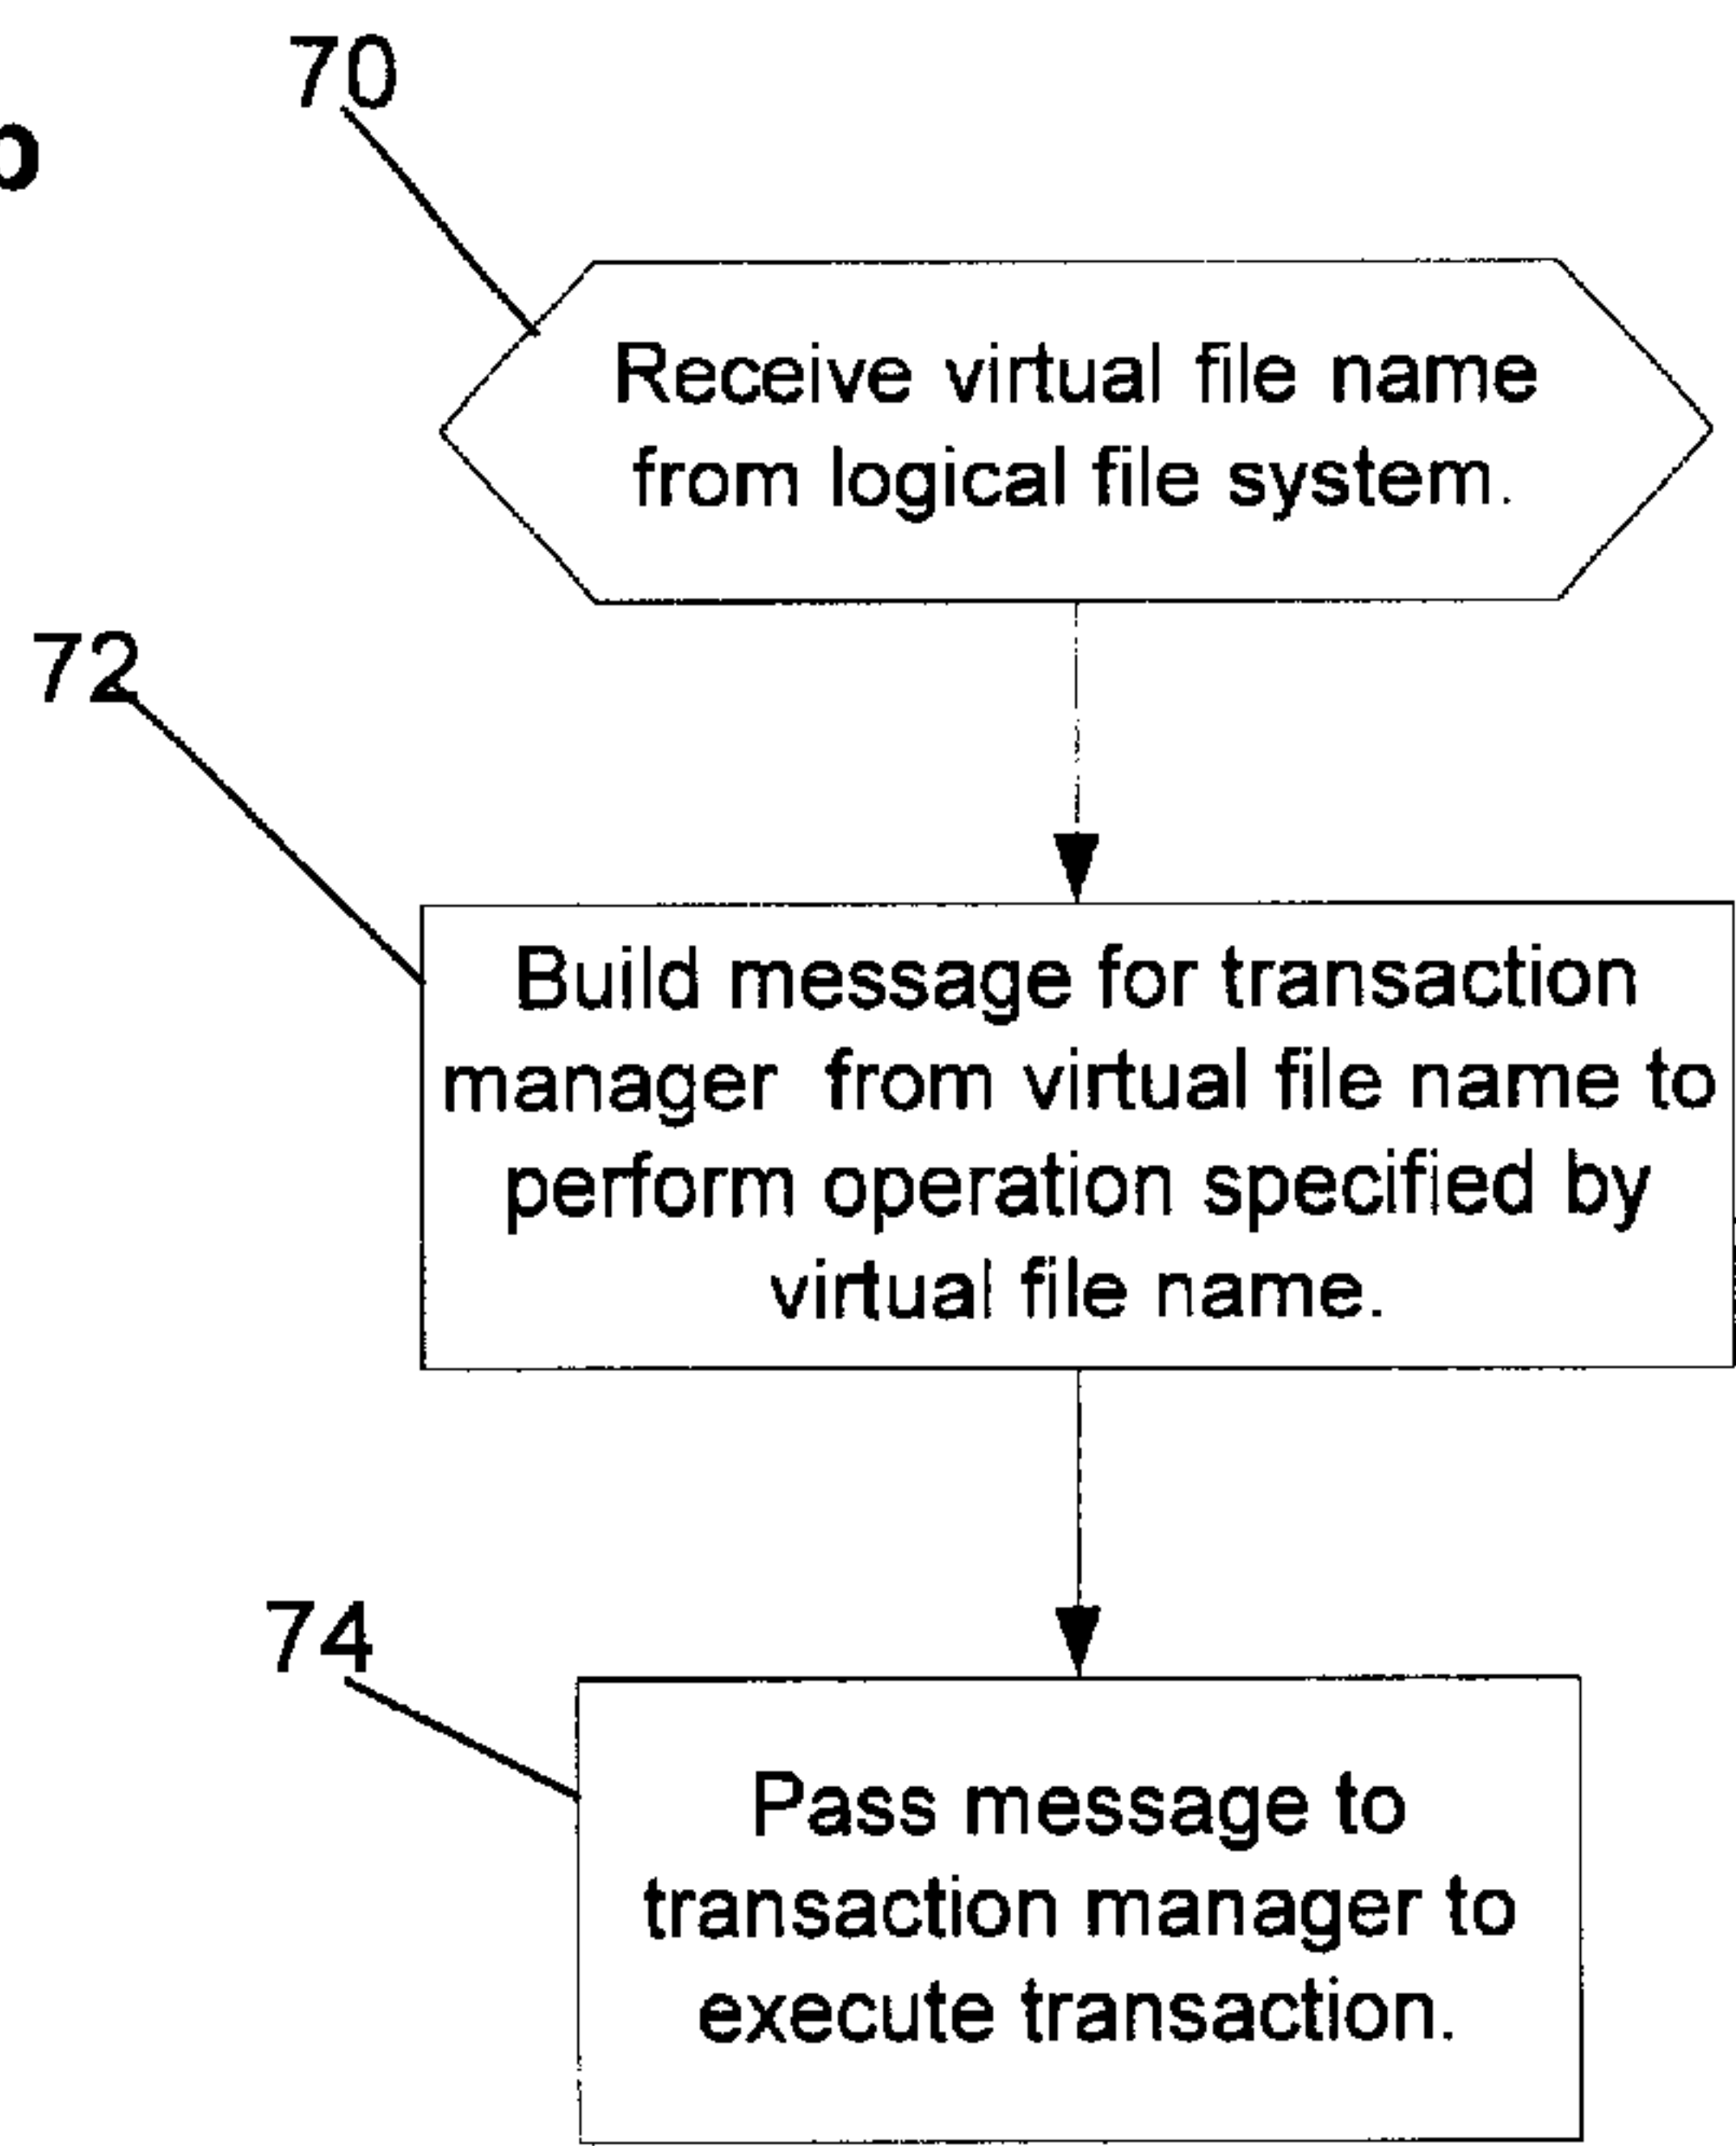 70
Receive virtual file name
from logical file system.
72
Build message for transaction
manager from virtual file name to
perform operation specified by
virtual file name.
74
Pass message to
transaction manager to
execute transaction.